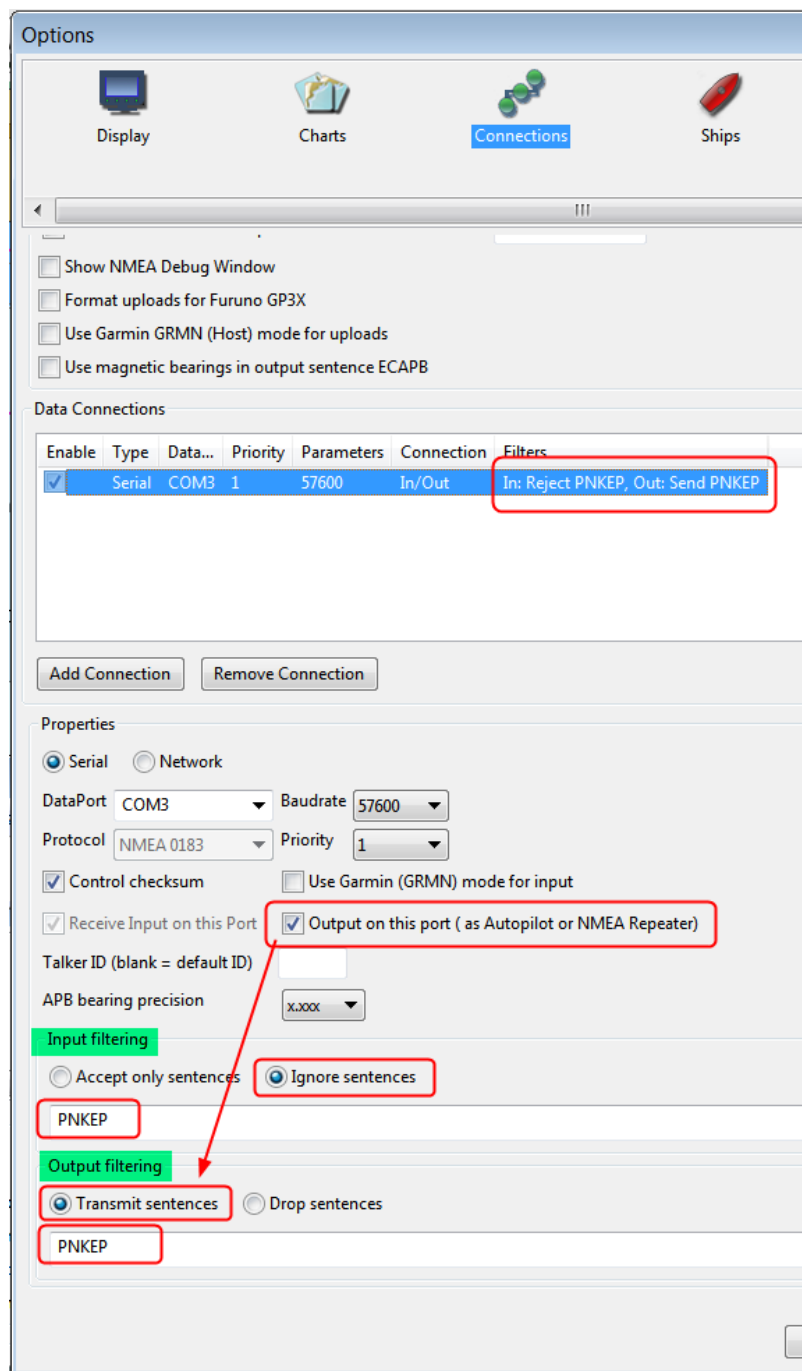 Options
Display Charts Connections Ships
Show NMEA Debug Window
Format uploads for Furuno GP3X
Use Garmin GRMN (Host) mode for uploads
Use magnetic bearings in output sentence ECAPB
Data Connections
Enable Type Data... Priority Parameters Connection Filters
Serial COM3 1 57600 In/Out In: Reject PNKEP, Out: Send PNKEP
Add Connection Remove Connection
Properties
Serial Network
DataPort COM3 Baudrate 57600
Protocol NMEA 0183 Priority 1
Control checksum Use Garmin (GRMN) mode for input
Receive Input on this Port Output on this port ( as Autopilot or NMEA Repeater)
Talker ID (blank = default ID)
APB bearing precision x.xxx
Input filtering
Accept only sentences Ignore sentences
PNKEP
Output filtering
Transmit sentences Drop sentences
PNKEP